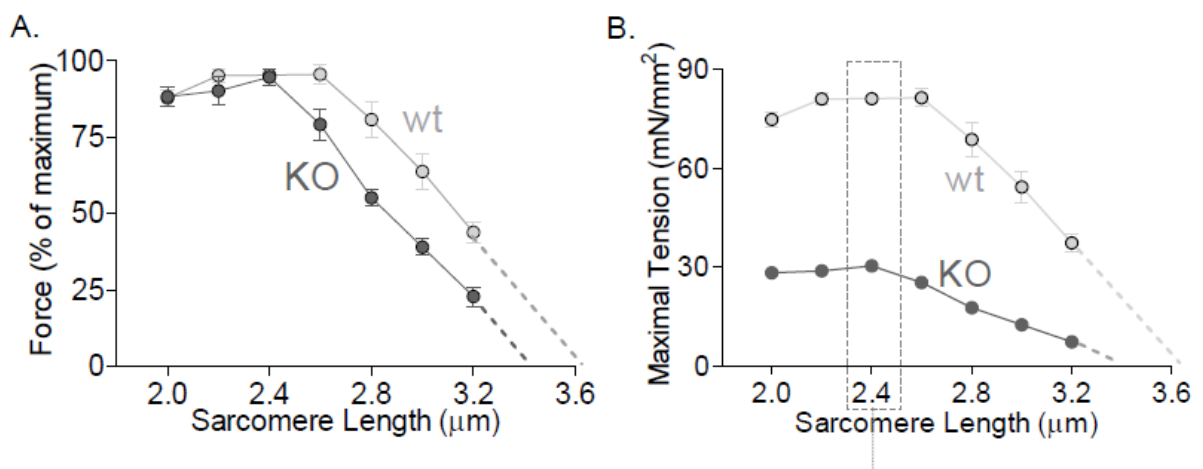 A.
Force (% of maximum)
100
75
50
25
0
wt
KO
2.0 2.4 2.8 3.2 3.6
Sarcomere Length (μm)
B.
Maximal Tension (mN/mm²)
90
60
30
0
wt
KO
2.0 2.4 2.8 3.2 3.6
Sarcomere Length (μm)